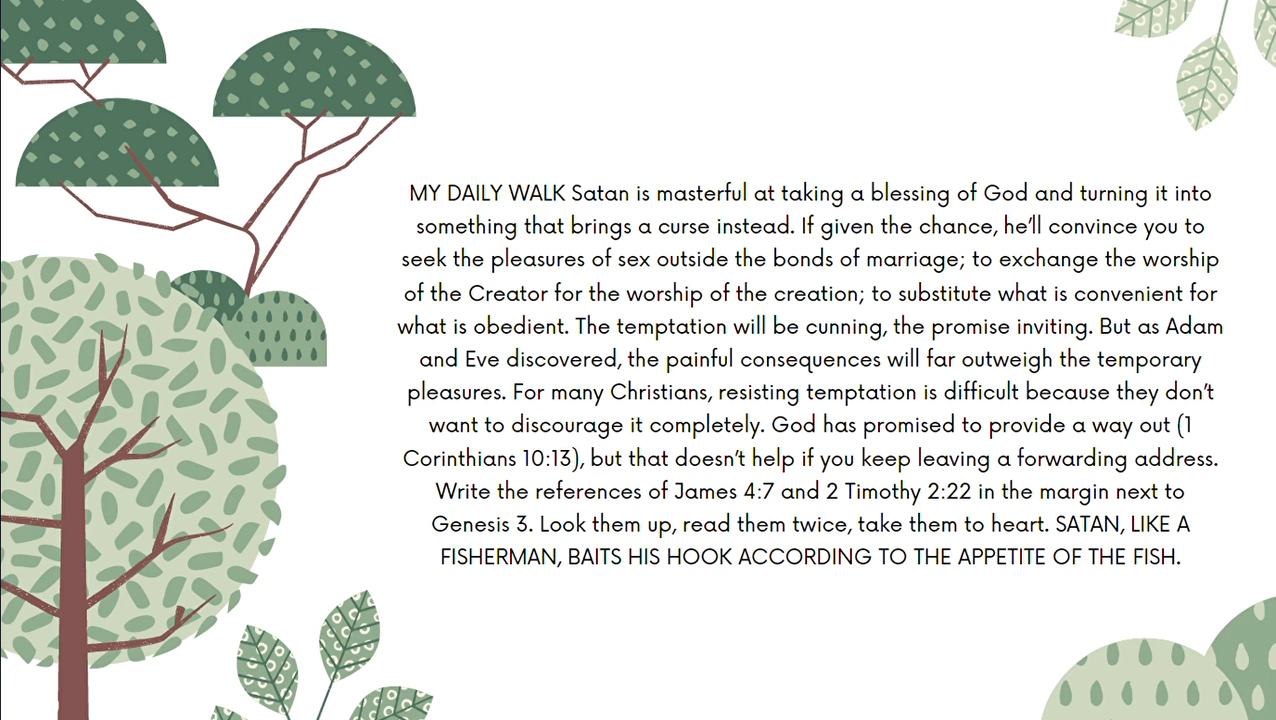 MY DAILY WALK Satan is masterful at taking a blessing of God and turning it into
something that brings a curse instead. If given the chance, he'll convince you to
seek the pleasures of sex outside the bonds of marriage; to exchange the worship
of the Creator for the worship of the creation; to substitute what is convenient for
what is obedient. The temptation will be cunning, the promise inviting. But as Adam
and Eve discovered, the painful consequences will far outweigh the temporary
pleasures. For many Christians, resisting temptation is difficult because they don't
want to discourage it completely. God has promised to provide a way out (1
Corinthians 10:13), but that doesn't help if you keep leaving a forwarding address.
Write the references of James 4:7 and 2 Timothy 2:22 in the margin next to
Genesis 3. Look them up, read them twice, take them to heart. SATAN, LIKE A
FISHERMAN, BAITS HIS HOOK ACCORDING TO THE APPETITE OF THE FISH.